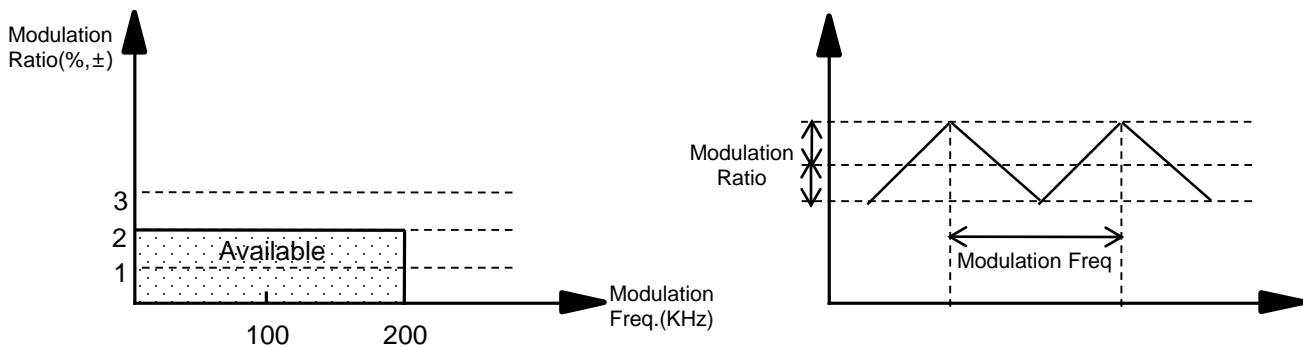 Modulation
Ratio(%,±)
3
2
Available
1
100
200
Modulation
Freq.(KHz)
Modulation
Ratio
Modulation Freq